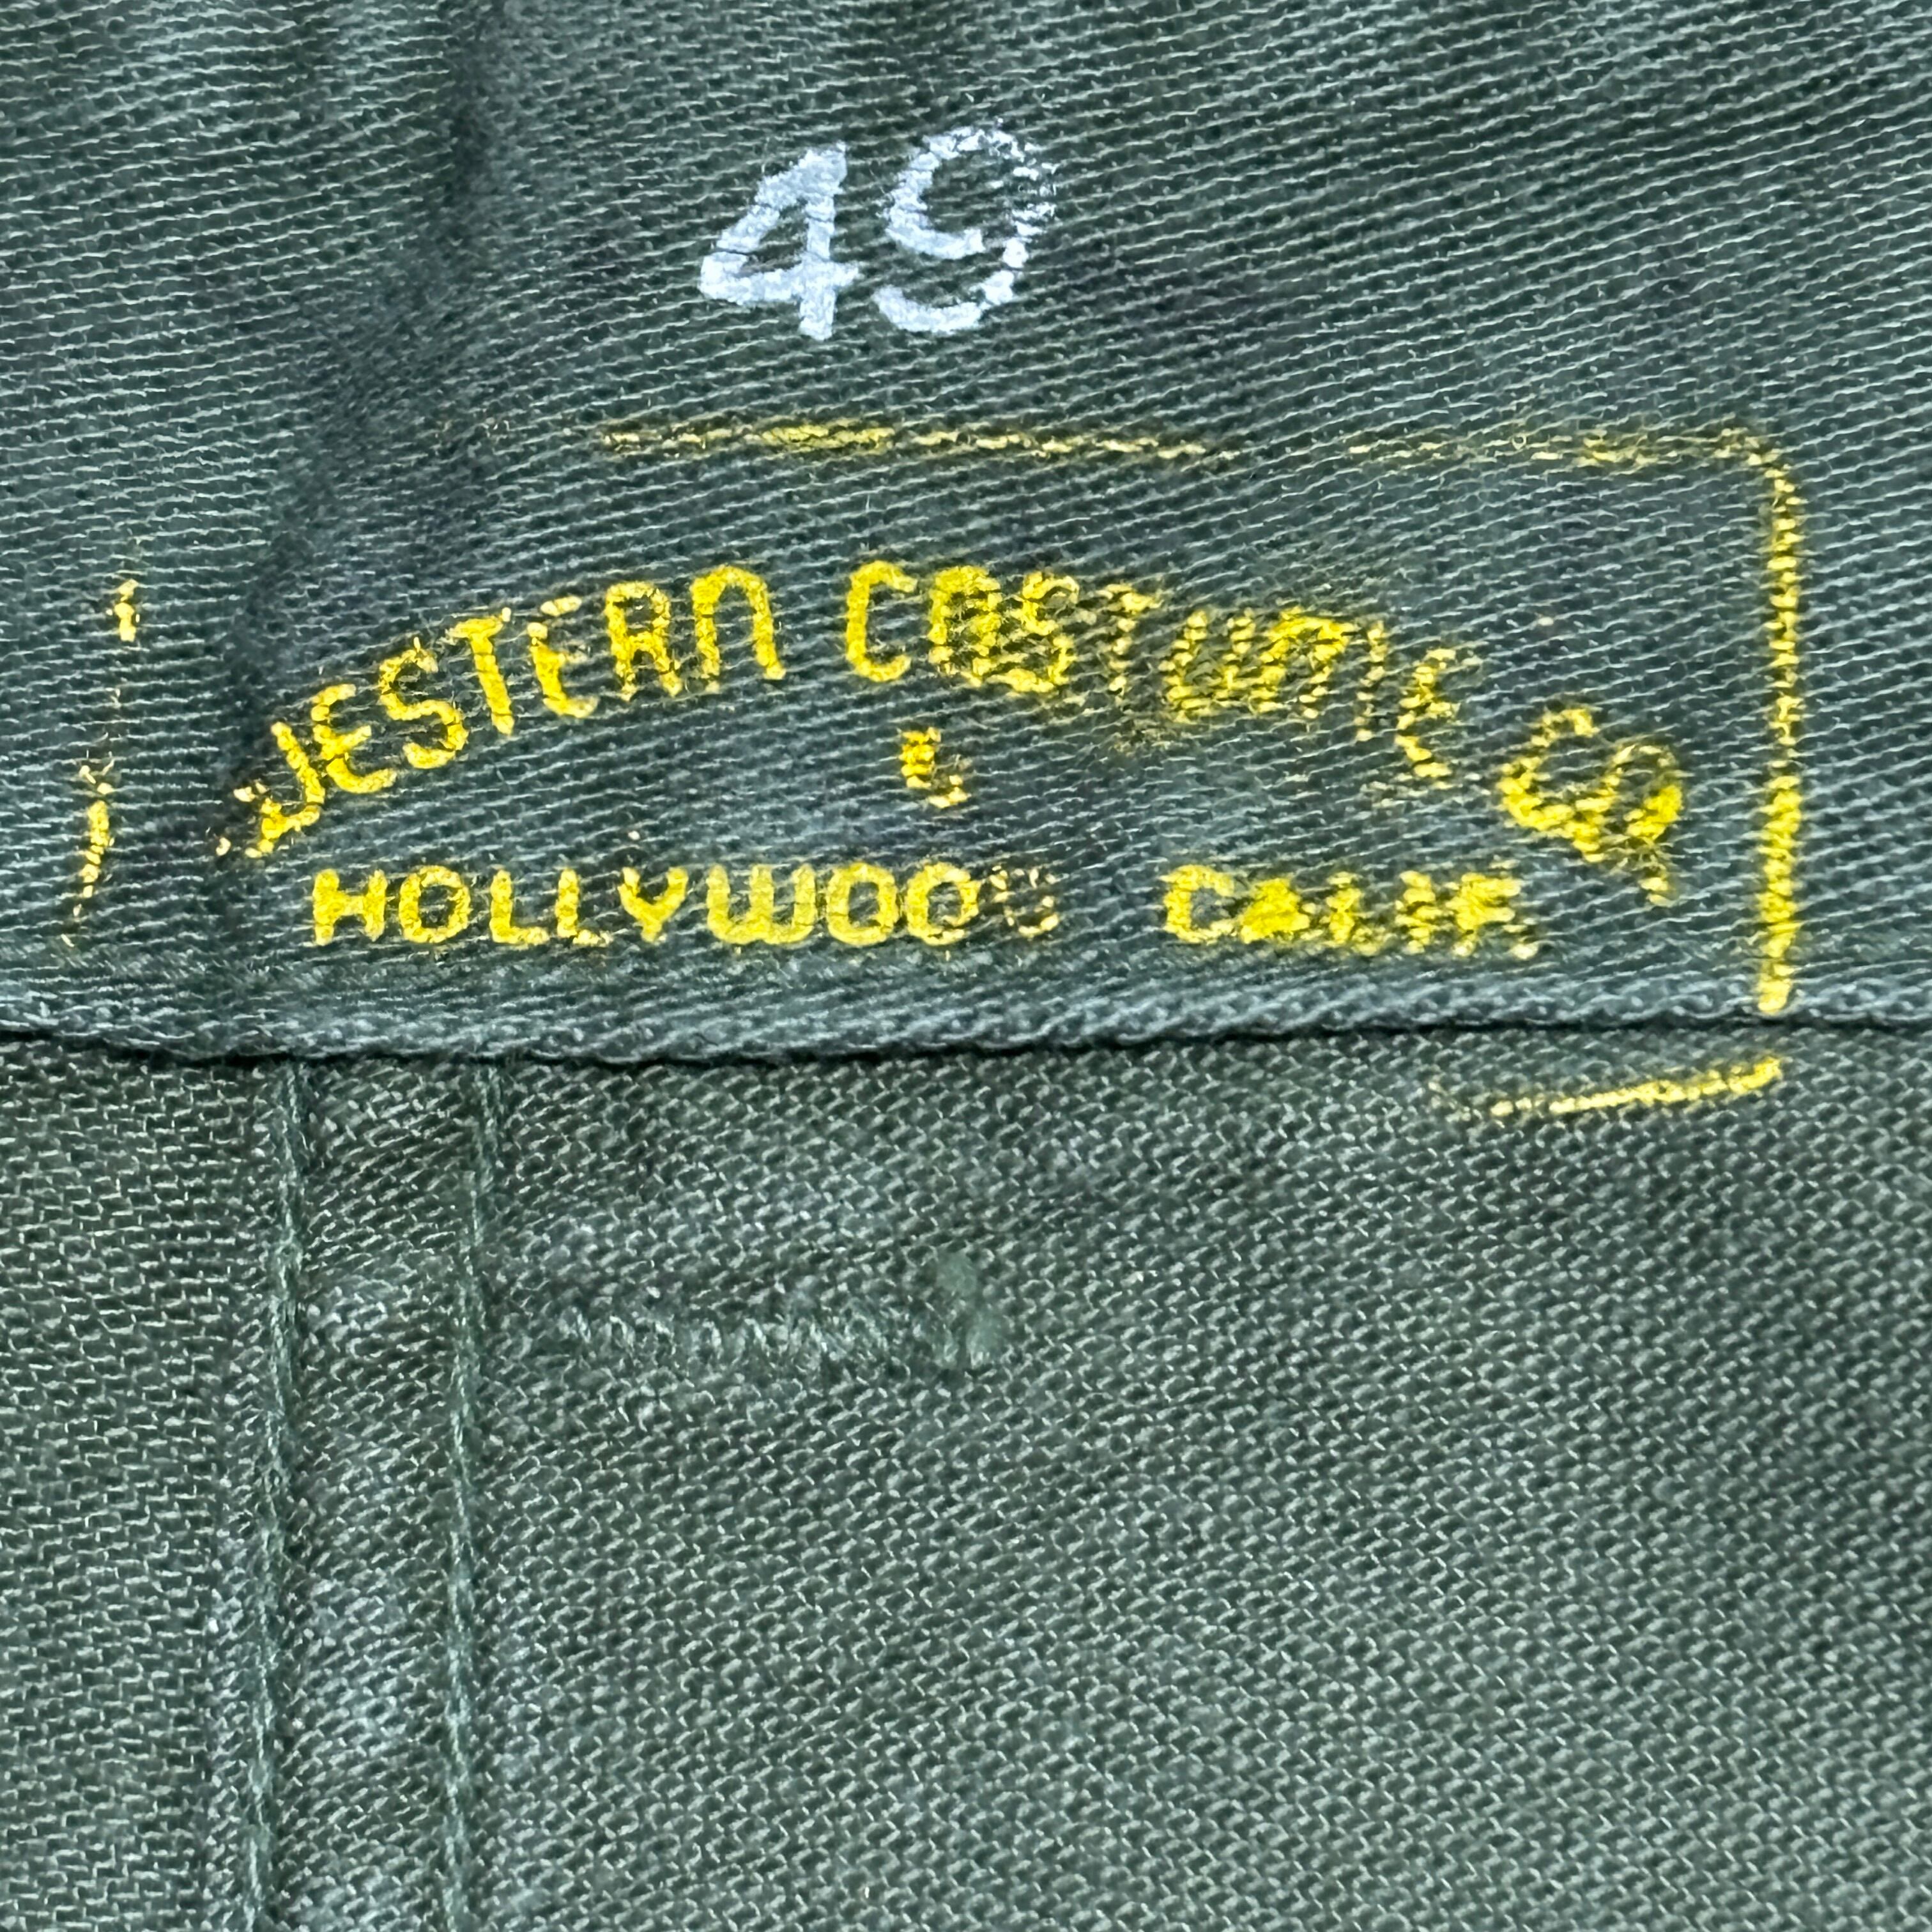 49
WESTERN COSTUME CO
L
HOLLYWOOD CALIF.